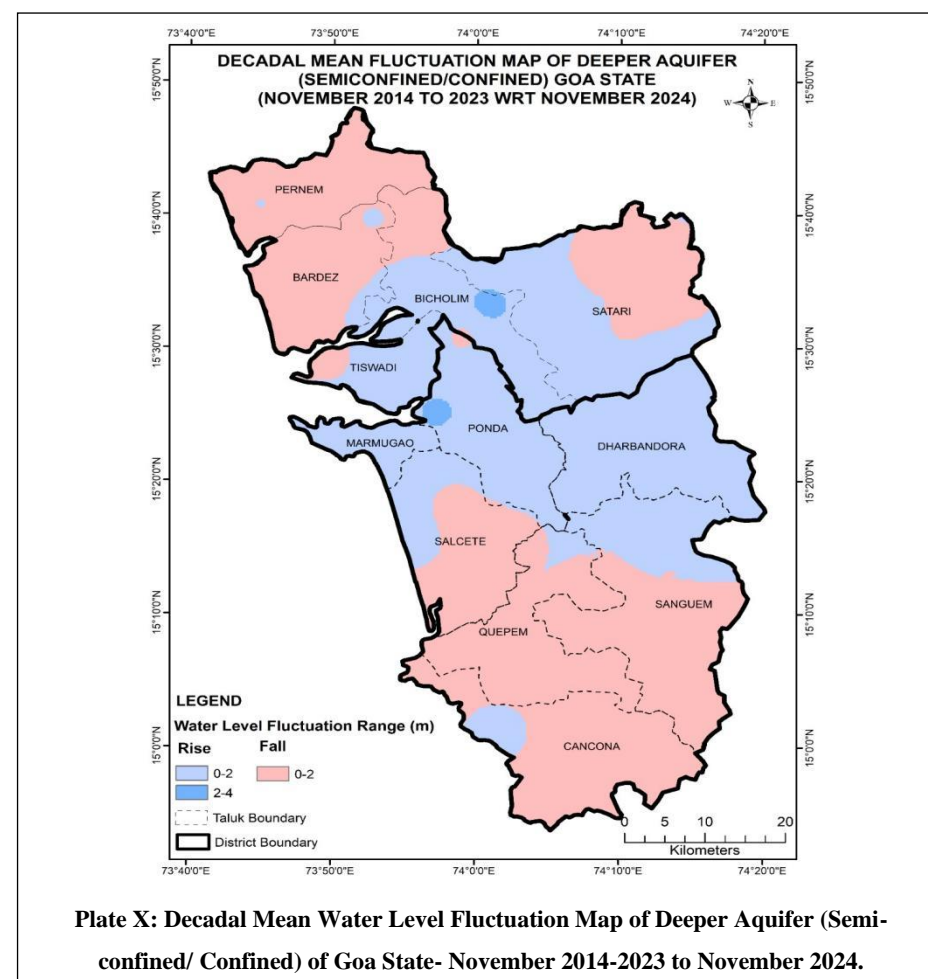 73°40'0"E 73°50'0"E 74°0'0"E 74°10'0"E 74°20'0"E
DECADAL MEAN FLUCTUATION MAP OF DEEPER AQUIFER
(SEMICONFINED/CONFINED) GOA STATE
(NOVEMBER 2014 TO 2023 WRT NOVEMBER 2024)
N
W E
S
15°50'0"N 15°50'0"N
PERNEM
15°40'0"N 15°40'0"N
BARDEZ
BICHOLIM
SATARI
15°30'0"N 15°30'0"N
TISWADI
PONDA
MARMUGAO
DHARBANDORA
15°20'0"N 15°20'0"N
SALCETE
SANGUEM
15°10'0"N 15°10'0"N
QUEPEM
CANCONA
15°0'0"N 15°0'0"N
LEGEND
Water Level Fluctuation Range (m)
Rise Fall
0-2 0-2
2-4
Taluk Boundary
District Boundary
0 5 10 20
Kilometers
73°40'0"E 73°50'0"E 74°0'0"E 74°10'0"E 74°20'0"E
Plate X: Decadal Mean Water Level Fluctuation Map of Deeper Aquifer (Semi-
confined/ Confined) of Goa State- November 2014-2023 to November 2024.